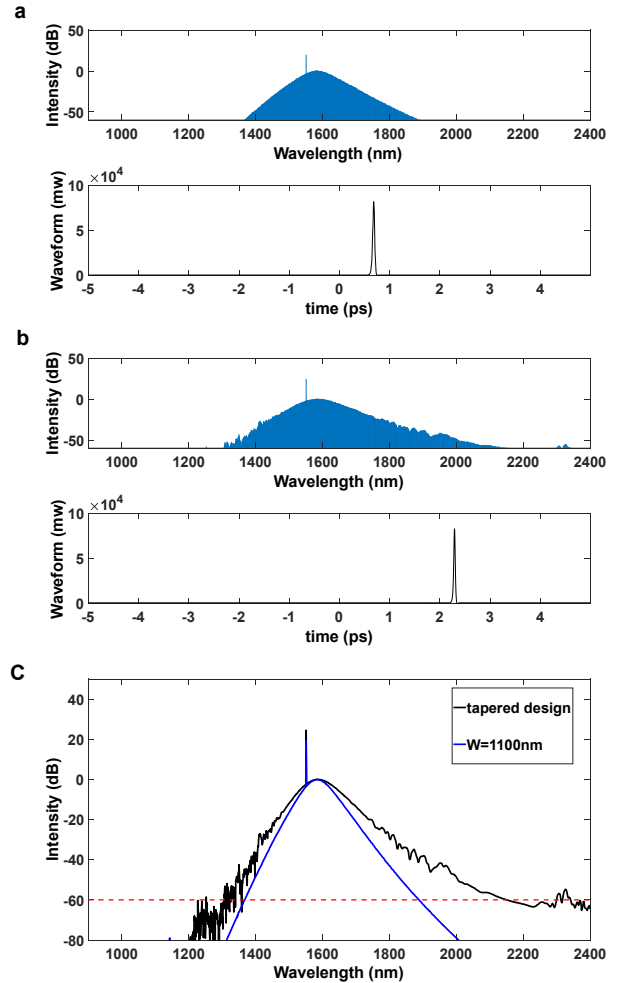 a
50
0
-50
Intensity (dB)
1000 1200 1400 1600 1800 2000 2200 2400
Wavelength (nm)
×10^4
10
5
0
Waveform (mw)
-5 -3 -2 -1 0 1 2 3 4
time (ps)
b
50
0
-50
Intensity (dB)
1000 1200 1400 1600 1800 2000 2200 2400
Wavelength (nm)
×10^4
10
5
0
Waveform (mw)
-5 -3 -2 -1 0 1 2 3 4
time (ps)
C
40
20
0
-20
-40
-60
-80
Intensity (dB)
tapered design
W=1100nm
1000 1200 1400 1600 1800 2000 2200 2400
Wavelength (nm)